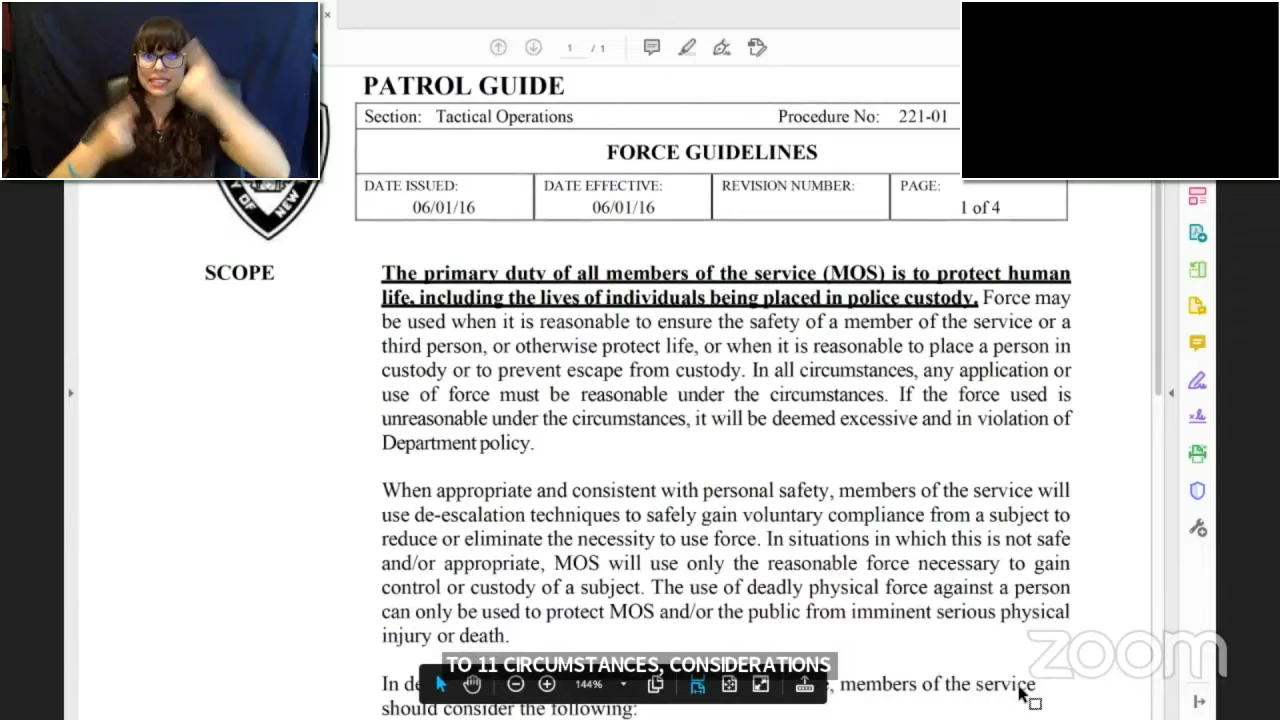 1 / 1
PATROL GUIDE
Section: Tactical Operations Procedure No: 221-01
FORCE GUIDELINES
DATE ISSUED: DATE EFFECTIVE: REVISION NUMBER: PAGE:
06/01/16 06/01/16 1 of 4
Y OF NEW
SCOPE
The primary duty of all members of the service (MOS) is to protect human
life, including the lives of individuals being placed in police custody. Force may
be used when it is reasonable to ensure the safety of a member of the service or a
third person, or otherwise protect life, or when it is reasonable to place a person in
custody or to prevent escape from custody. In all circumstances, any application or
use of force must be reasonable under the circumstances. If the force used is
unreasonable under the circumstances, it will be deemed excessive and in violation of
Department policy.
When appropriate and consistent with personal safety, members of the service will
use de-escalation techniques to safely gain voluntary compliance from a subject to
reduce or eliminate the necessity to use force. In situations in which this is not safe
and/or appropriate, MOS will use only the reasonable force necessary to gain
control or custody of a subject. The use of deadly physical force against a person
can only be used to protect MOS and/or the public from imminent serious physical
injury or death.
zoom
TO 11 CIRCUMSTANCES, CONSIDERATIONS
144%
In de , members of the service
should consider the following: